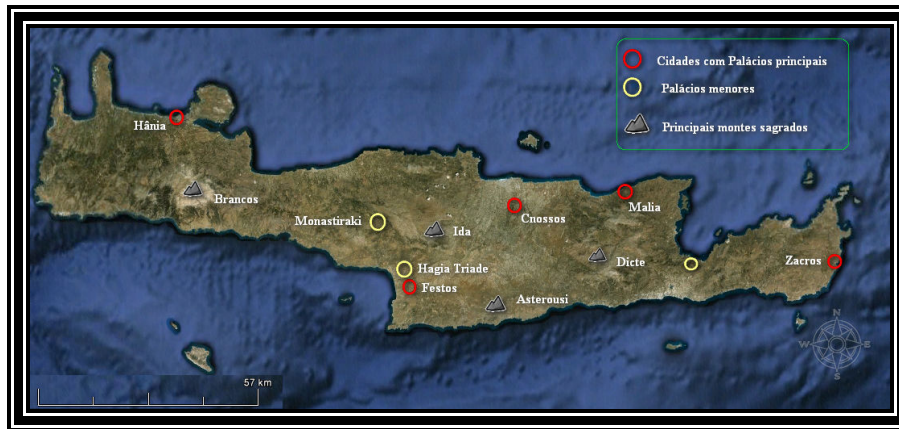 Cidades com Palácios principais
Palácios menores
Principais montes sagrados
Hânia
Brancos
Monastiraki
Ida
Cnossos
Malia
Dicte
Zacros
Hagia Triade
Festos
Asterousi
N
W
E
S
57 km